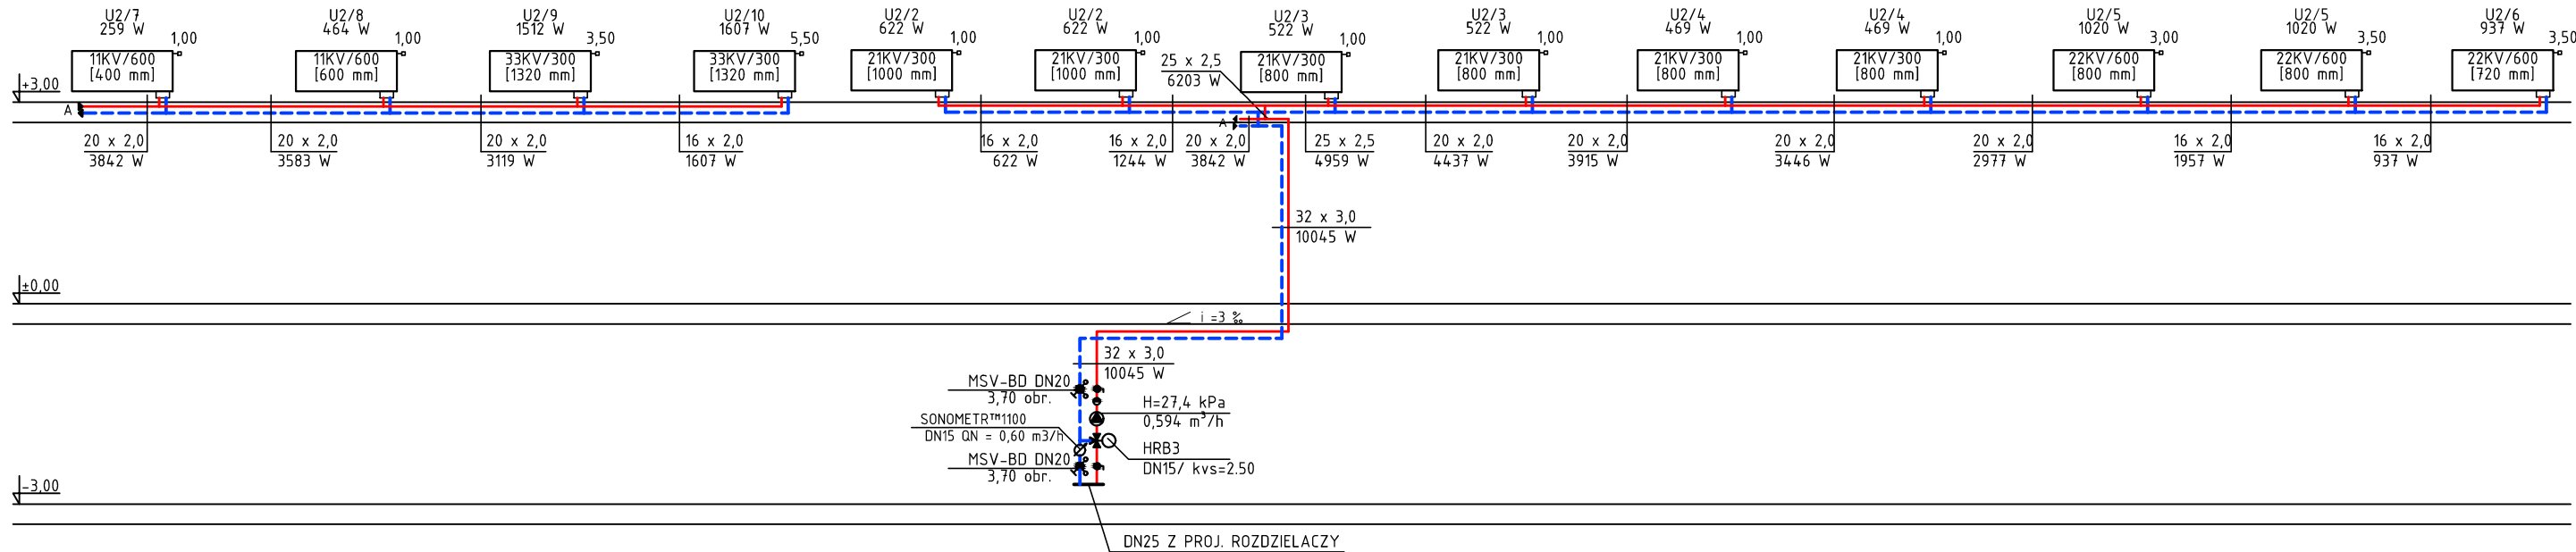 U2/7
259 W
1,00
11KV/600
[400 mm]
U2/8
464 W
1,00
11KV/600
[600 mm]
U2/9
1512 W
3,50
33KV/300
[1320 mm]
U2/10
1607 W
5,50
33KV/300
[1320 mm]
U2/2
622 W
1,00
21KV/300
[1000 mm]
U2/2
622 W
1,00
21KV/300
[1000 mm]
25 x 2,5
6203 W
U2/3
522 W
1,00
21KV/300
[800 mm]
U2/3
522 W
1,00
21KV/300
[800 mm]
U2/4
469 W
1,00
21KV/300
[800 mm]
U2/4
469 W
1,00
21KV/300
[800 mm]
U2/5
1020 W
3,00
22KV/600
[800 mm]
U2/5
1020 W
3,50
22KV/600
[800 mm]
U2/6
937 W
3,50
22KV/600
[720 mm]
+3,00
A
A
20 x 2,0
3842 W
20 x 2,0
3583 W
20 x 2,0
3119 W
16 x 2,0
1607 W
16 x 2,0
622 W
16 x 2,0
1244 W
20 x 2,0
3842 W
25 x 2,5
4959 W
20 x 2,0
4437 W
20 x 2,0
3915 W
20 x 2,0
3446 W
20 x 2,0
2977 W
16 x 2,0
1957 W
16 x 2,0
937 W
32 x 3,0
10045 W
±0,00
i =3 ‰
32 x 3,0
10045 W
MSV-BD DN20
3,70 obr.
H=27,4 kPa
0,594 m³/h
SONOMETR™1100
DN15 QN = 0,60 m3/h
HRB3
DN15/ kvs=2.50
MSV-BD DN20
3,70 obr.
-3,00
DN25 Z PROJ. ROZDZIELACZY